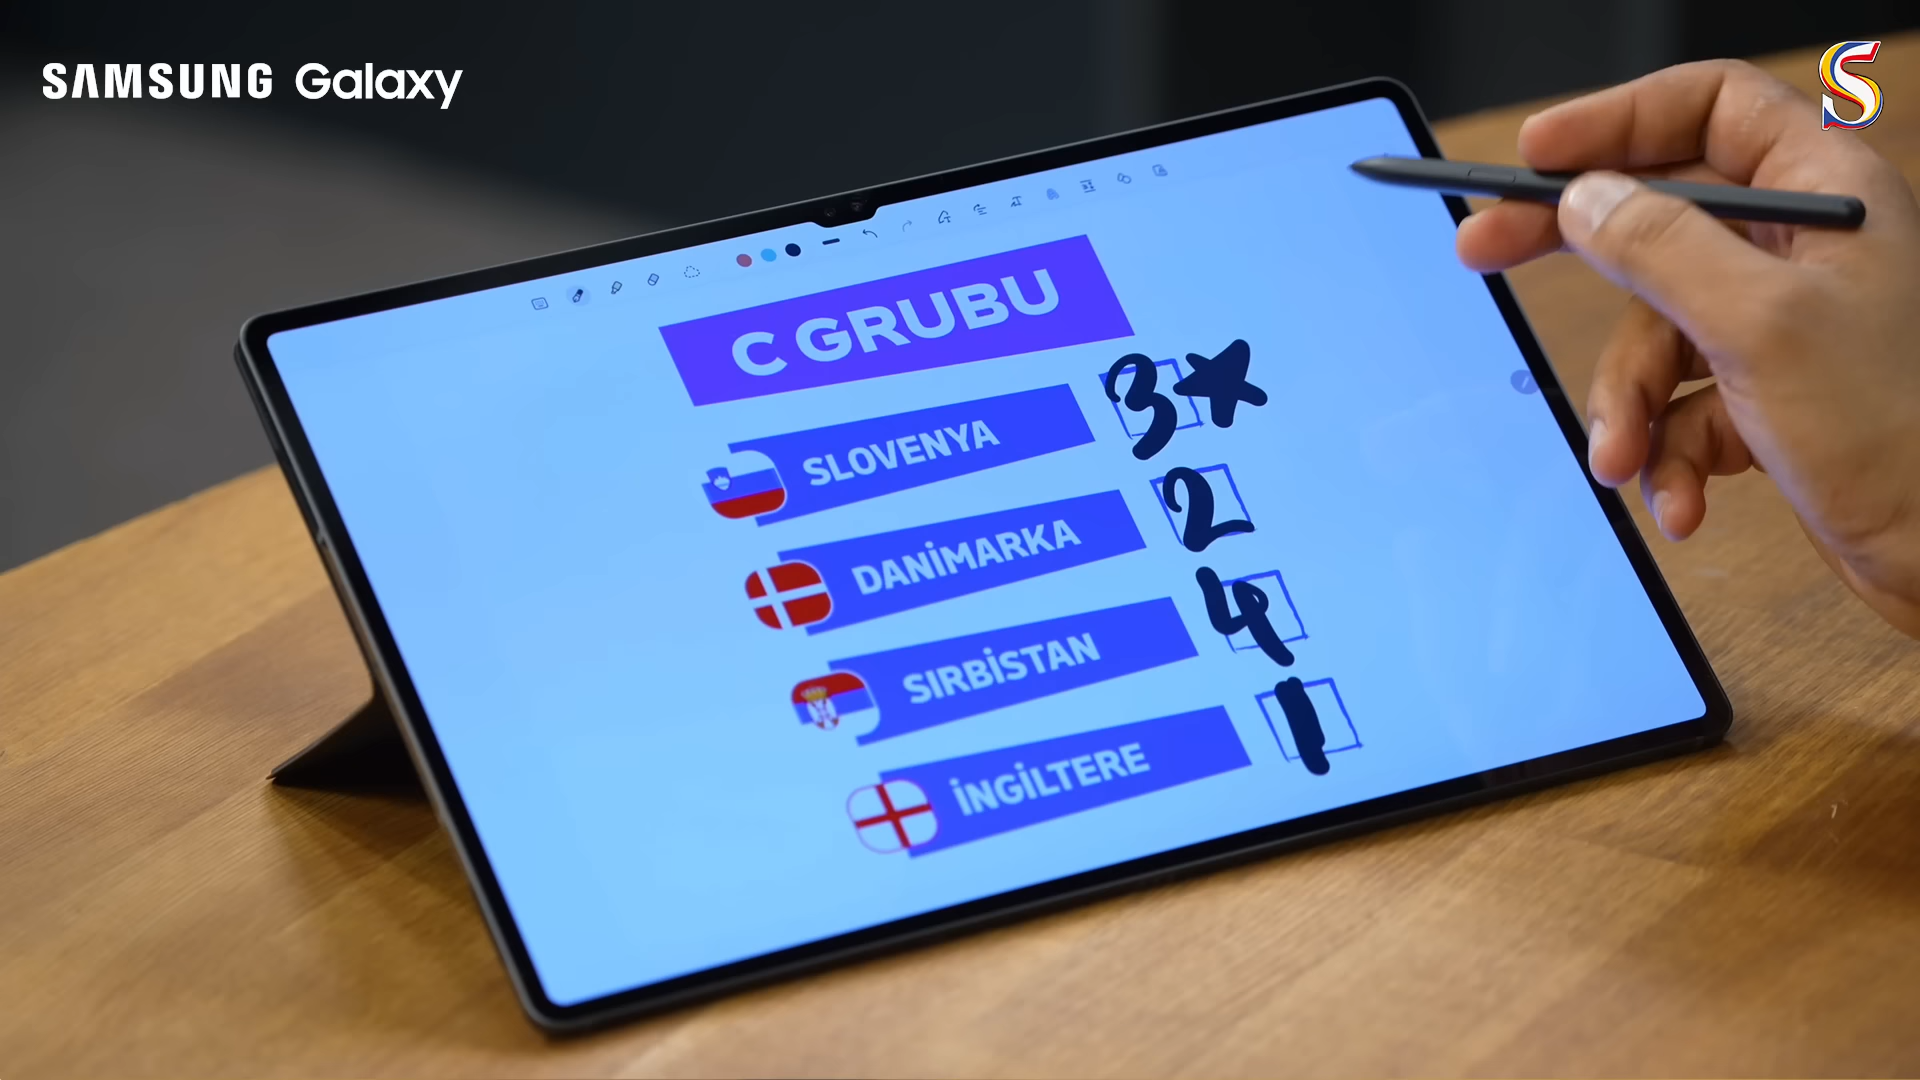 SAMSUNG Galaxy
S
C GRUBU
SLOVENYA 3
DANİMARKA 2
SIRBİSTAN 4
İNGİLTERE 1